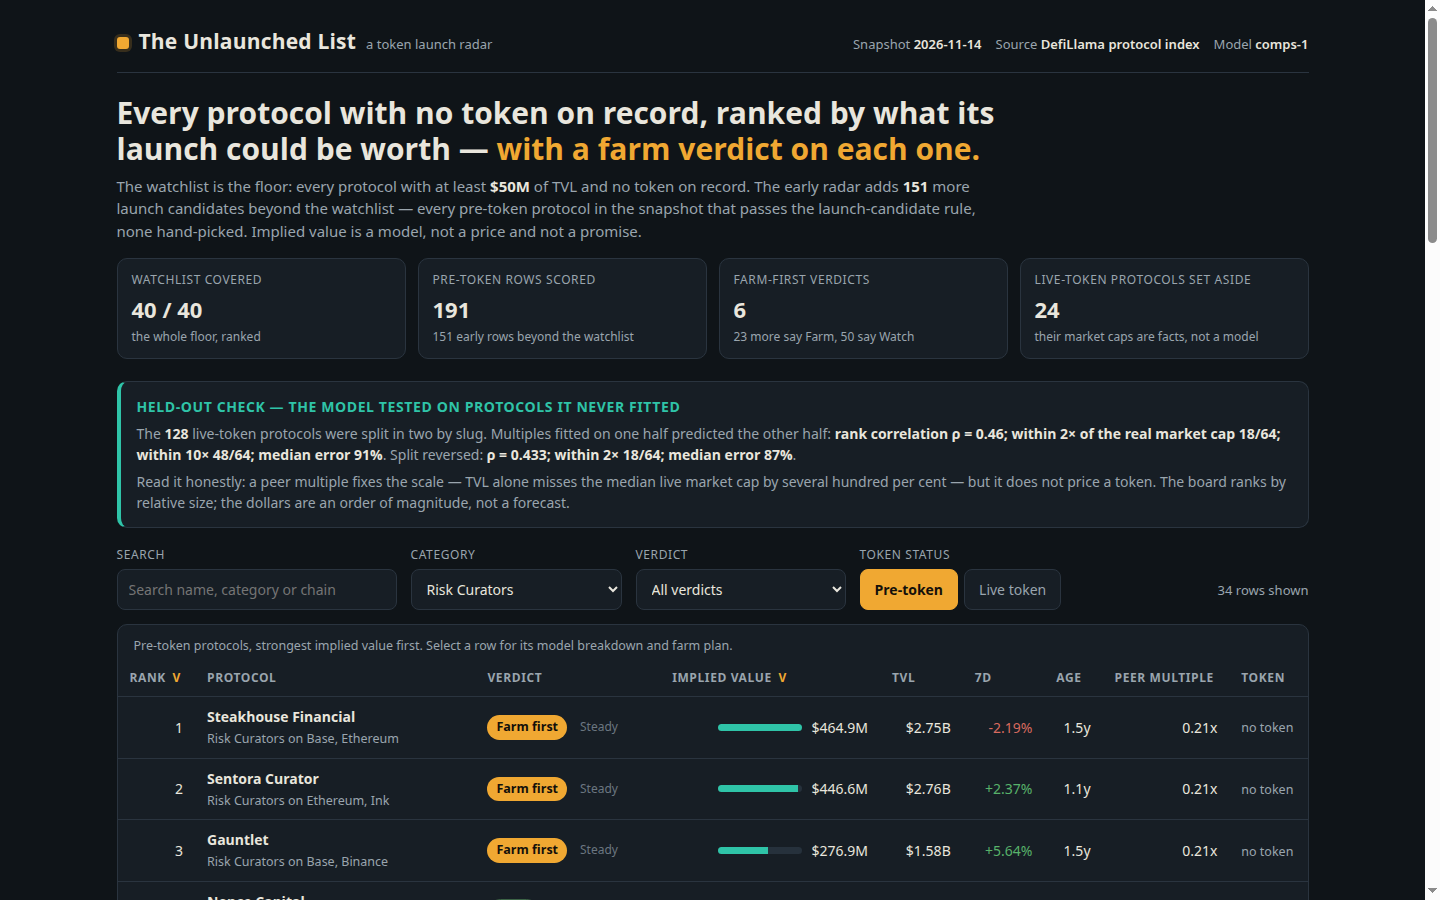 The Unlaunched List a token launch radar
Snapshot 2026-11-14 Source DefiLlama protocol index Model comps-1
Every protocol with no token on record, ranked by what its
launch could be worth — with a farm verdict on each one.
The watchlist is the floor: every protocol with at least $50M of TVL and no token on record. The early radar adds 151 more
launch candidates beyond the watchlist — every pre-token protocol in the snapshot that passes the launch-candidate rule,
none hand-picked. Implied value is a model, not a price and not a promise.
WATCHLIST COVERED
40 / 40
the whole floor, ranked
PRE-TOKEN ROWS SCORED
191
151 early rows beyond the watchlist
FARM-FIRST VERDICTS
6
23 more say Farm, 50 say Watch
LIVE-TOKEN PROTOCOLS SET ASIDE
24
their market caps are facts, not a model
HELD-OUT CHECK — THE MODEL TESTED ON PROTOCOLS IT NEVER FITTED
The 128 live-token protocols were split in two by slug. Multiples fitted on one half predicted the other half: rank correlation ρ = 0.46; within 2× of the real market cap 18/64;
within 10× 48/64; median error 91%. Split reversed: ρ = 0.433; within 2× 18/64; median error 87%.
Read it honestly: a peer multiple fixes the scale — TVL alone misses the median live market cap by several hundred per cent — but it does not price a token. The board ranks by
relative size; the dollars are an order of magnitude, not a forecast.
SEARCH CATEGORY VERDICT TOKEN STATUS
Search name, category or chain Risk Curators All verdicts Pre-token Live token 34 rows shown
Pre-token protocols, strongest implied value first. Select a row for its model breakdown and farm plan.
RANK V PROTOCOL VERDICT IMPLIED VALUE V TVL 7D AGE PEER MULTIPLE TOKEN
1 Steakhouse Financial Farm first Steady $464.9M $2.75B -2.19% 1.5y 0.21x no token
Risk Curators on Base, Ethereum
2 Sentora Curator Farm first Steady $446.6M $2.76B +2.37% 1.1y 0.21x no token
Risk Curators on Ethereum, Ink
3 Gauntlet Farm first Steady $276.9M $1.58B +5.64% 1.5y 0.21x no token
Risk Curators on Base, Binance